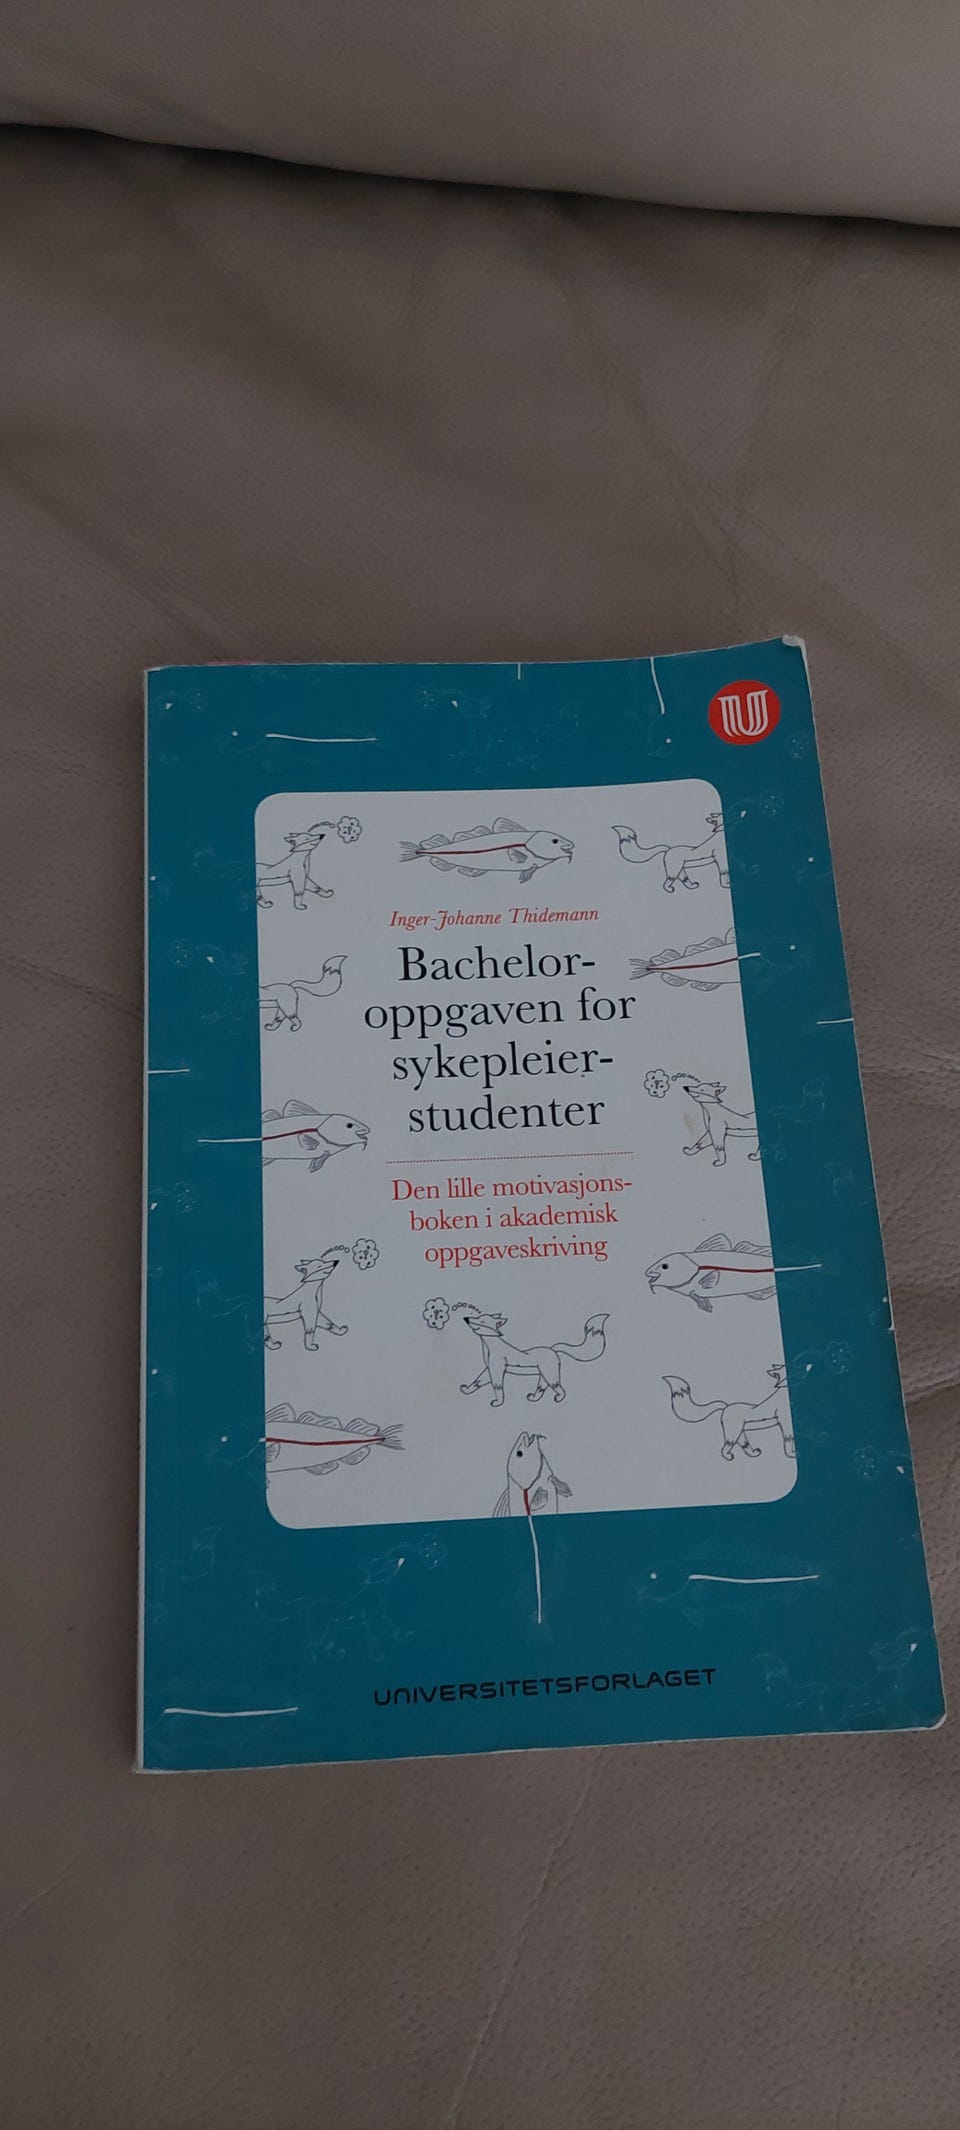 Inger-Johanne Thidemann
Bachelor-
oppgaven for
sykepleier-
studenter
Den lille motivasjons-
boken i akademisk
oppgaveskriving
UNIVERSITETSFORLAGET